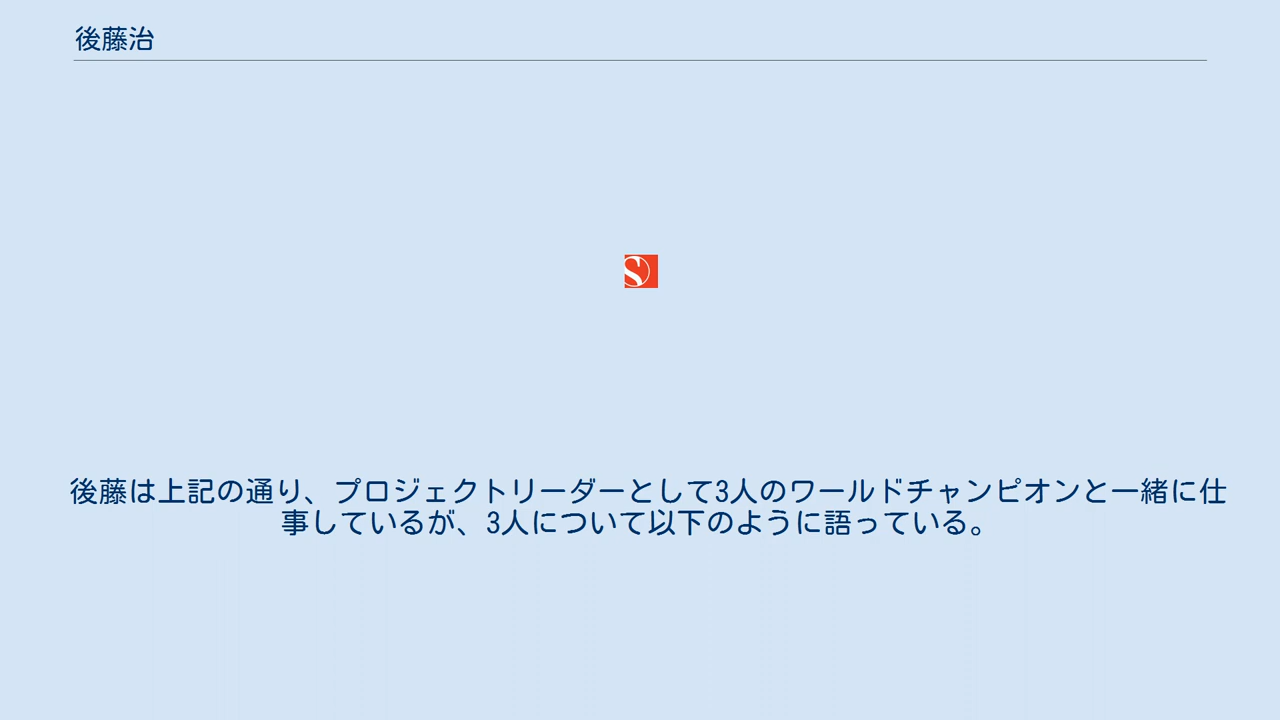 後藤治
S
後藤は上記の通り、プロジェクトリーダーとして3人のワールドチャンピオンと一緒に仕
事しているが、3人について以下のように語っている。